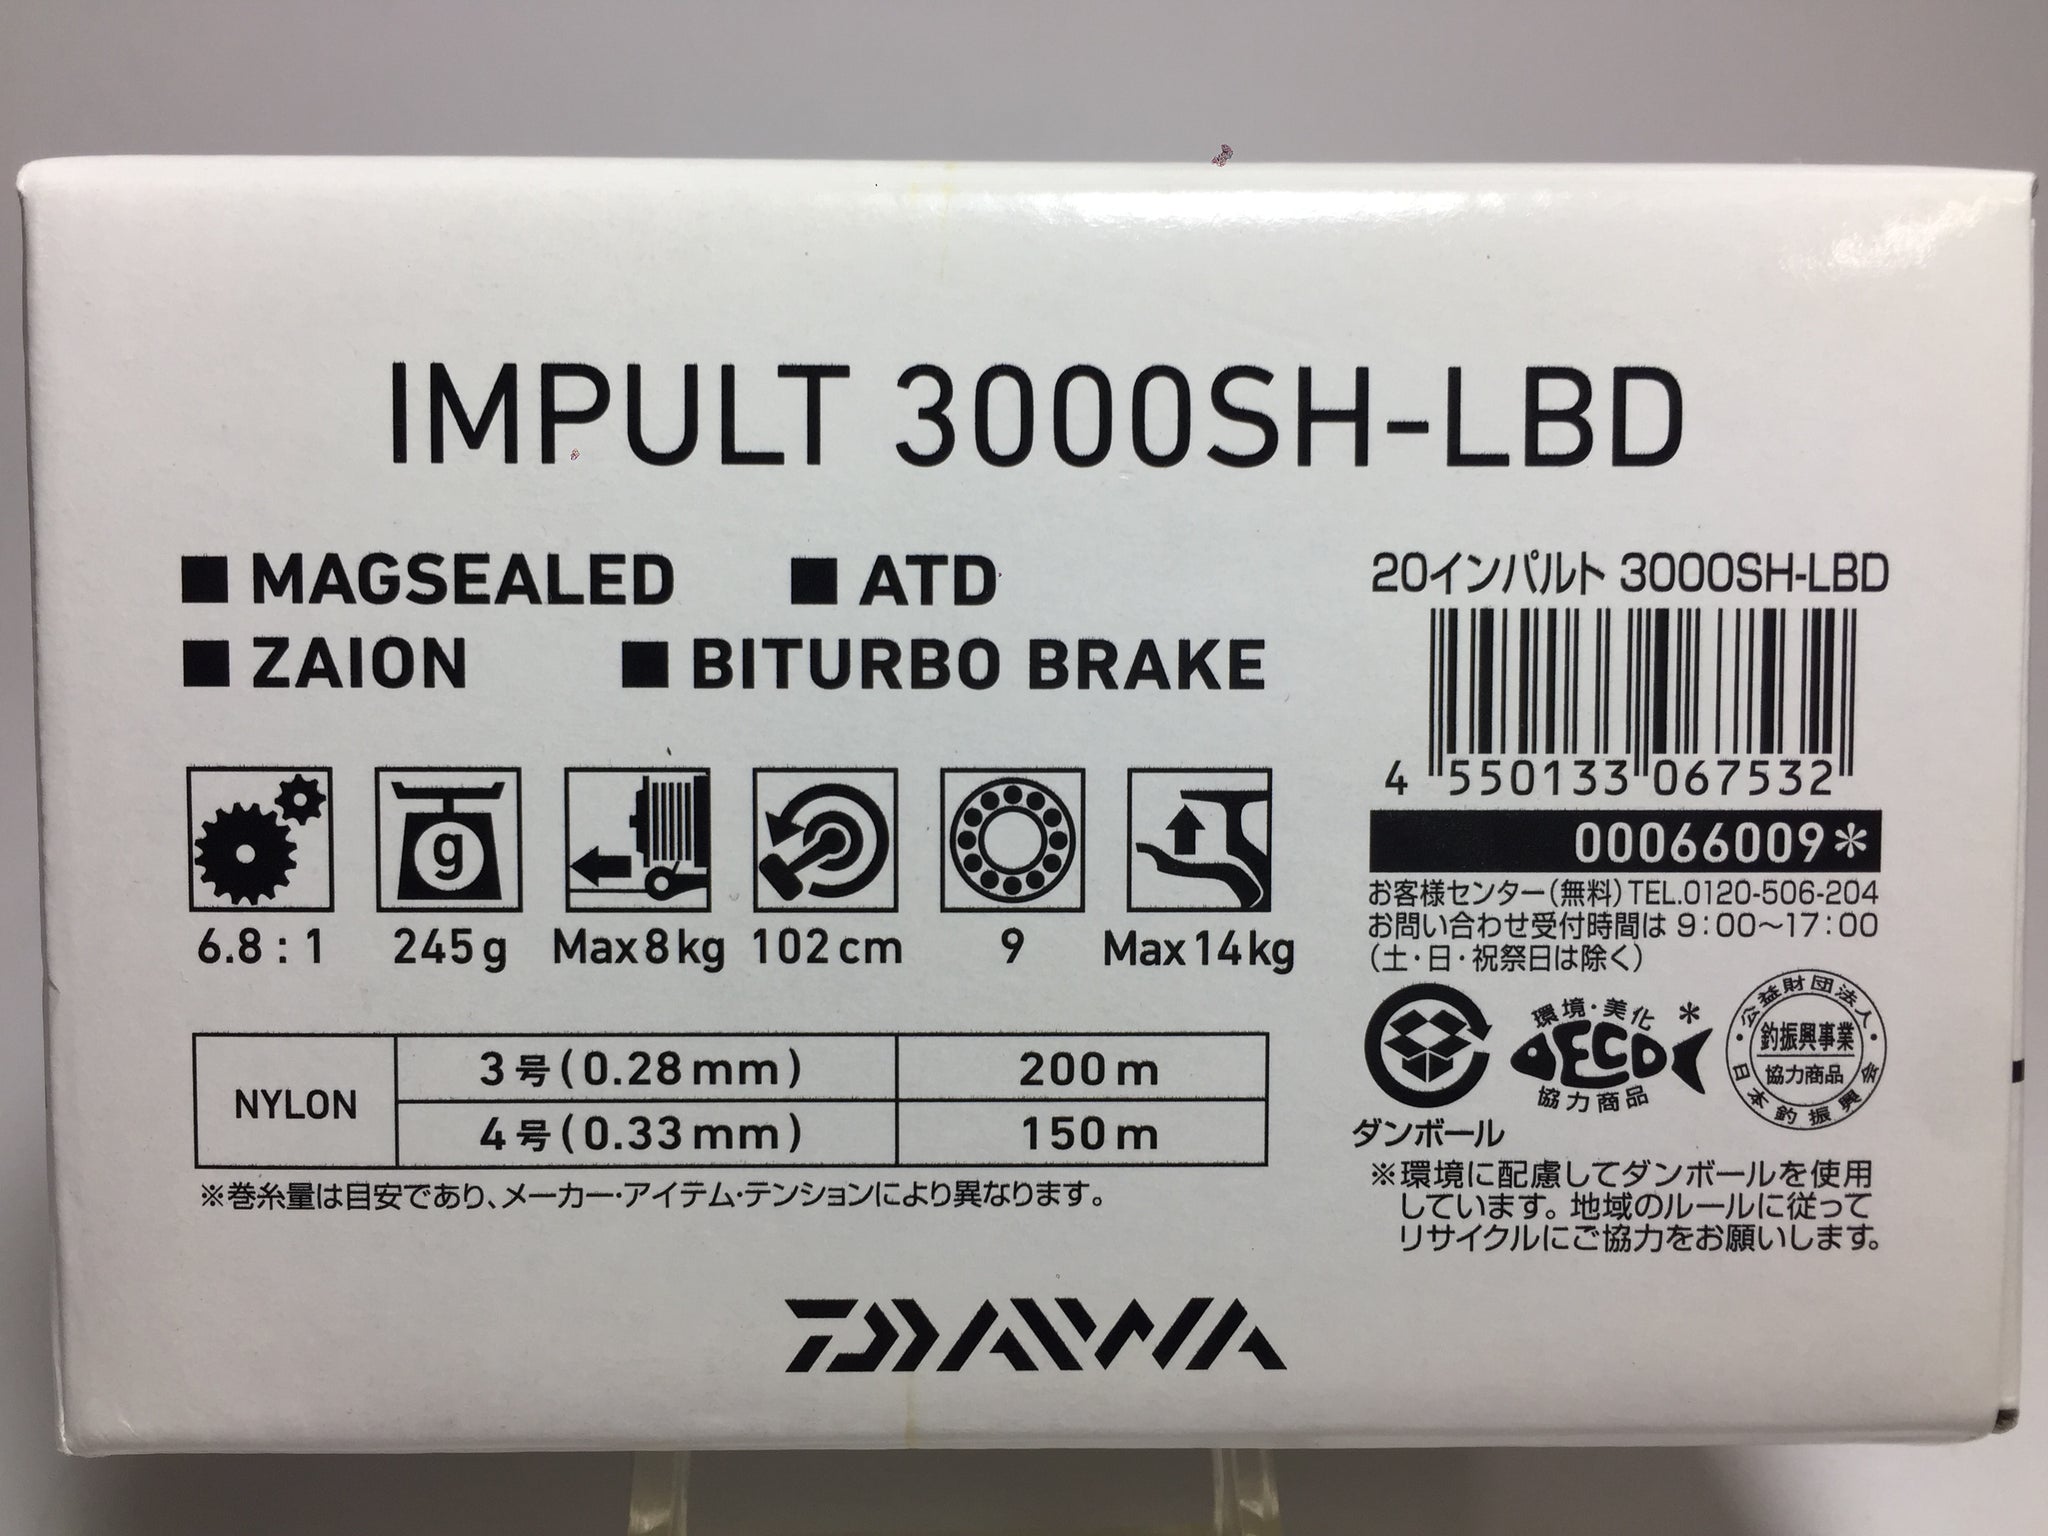 IMPULT 3000SH-LBD
■ MAGSEALED ■ ATD
■ ZAION ■ BITURBO BRAKE
g
6.8 : 1 245g Max8kg 102cm 9 Max14kg
NYLON
3号(0.28mm) 200m
4号(0.33mm) 150m
※巻糸量は目安であり、メーカー・アイテム・テンションにより異なります。
20インパルト 3000SH-LBD
4 550133 067532
00066009*
お客様センター(無料)TEL.0120-506-204
お問い合わせ受付時間は 9:00〜17:00
(土・日・祝祭日は除く)
ダンボール
環境・美化 *
ECO
協力商品
・公益財団法人・
釣振興事業
協力商品
日本釣振興会
※環境に配慮してダンボールを使用
しています。地域のルールに従って
リサイクルにご協力をお願いします。
DAIWA